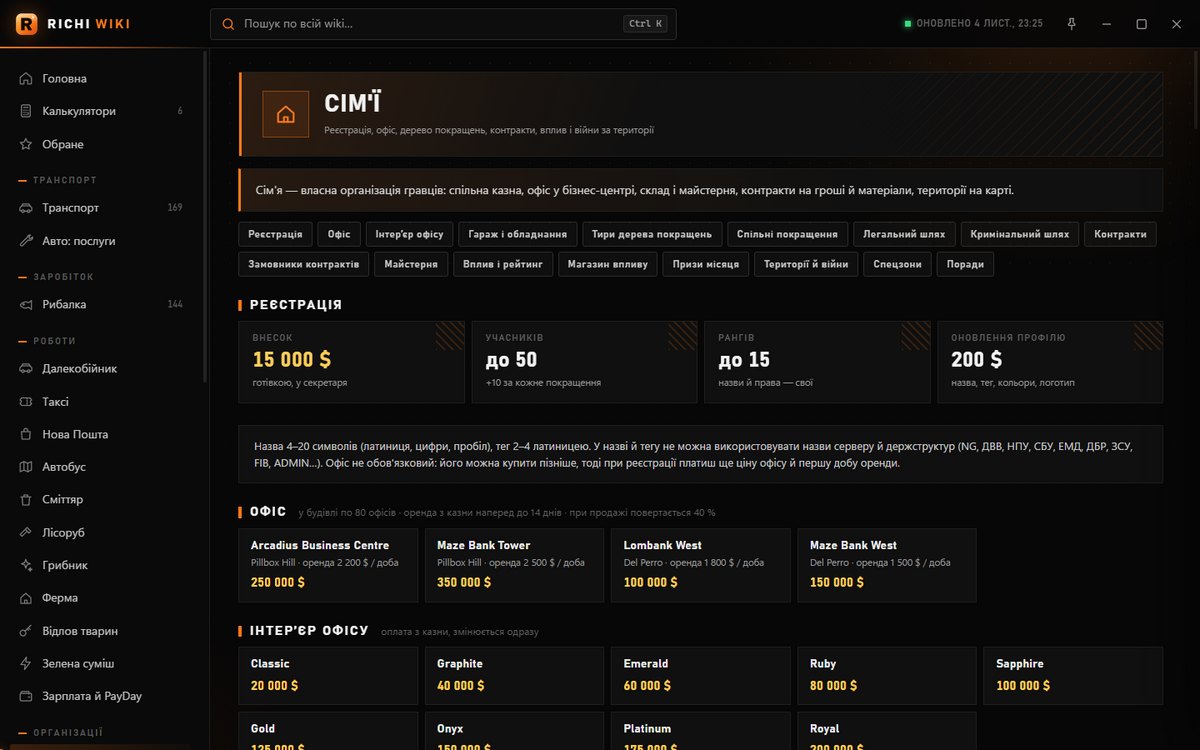 RICHI WIKI
Пошук по всій wiki...
Ctrl K
ОНОВЛЕНО 4 ЛИСТ., 23:25
Головна
Калькулятори 6
Обране
ТРАНСПОРТ
Транспорт 169
Авто: послуги
ЗАРОБІТОК
Рибалка 144
РОБОТИ
Далекобійник
Таксі
Нова Пошта
Автобус
Сміттяр
Лісоруб
Грибник
Ферма
Відлов тварин
Зелена суміш
Зарплата й PayDay
ОРГАНІЗАЦІЇ
СІМ'Ї
Реєстрація, офіс, дерево покращень, контракти, вплив і війни за території
Сім'я — власна організація гравців: спільна казна, офіс у бізнес-центрі, склад і майстерня, контракти на гроші й матеріали, території на карті.
Реєстрація Офіс Інтер'єр офісу Гараж і обладнання Тири дерева покращень Спільні покращення Легальний шлях Кримінальний шлях Контракти
Замовники контрактів Майстерня Вплив і рейтинг Магазин впливу Призи місяця Території й війни Спецзони Поради
РЕЄСТРАЦІЯ
ВНЕСОК
15 000 $
готівкою, у секретаря
УЧАСНИКІВ
до 50
+10 за кожне покращення
РАНГІВ
до 15
назви й права — свої
ОНОВЛЕННЯ ПРОФІЛЮ
200 $
назва, тег, кольори, логотип
Назва 4–20 символів (латиниця, цифри, пробіл), тег 2–4 латиницею. У назві й тегу не можна використовувати назви серверу й держструктур (NG, ДВВ, НПУ, СБУ, ЕМД, ДБР, ЗСУ,
FIB, ADMIN…). Офіс не обов'язковий: його можна купити пізніше, тоді при реєстрації платиш ще ціну офісу й першу добу оренди.
ОФІС у будівлі по 80 офісів · оренда з казни наперед до 14 днів · при продажі повертається 40 %
Arcadius Business Centre
Pillbox Hill · оренда 2 200 $ / доба
250 000 $
Maze Bank Tower
Pillbox Hill · оренда 2 500 $ / доба
350 000 $
Lombank West
Del Perro · оренда 1 800 $ / доба
100 000 $
Maze Bank West
Del Perro · оренда 1 500 $ / доба
150 000 $
ІНТЕР'ЄР ОФІСУ оплата з казни, змінюється одразу
Classic
20 000 $
Graphite
40 000 $
Emerald
60 000 $
Ruby
80 000 $
Sapphire
100 000 $
Gold
125 000 $
Onyx
150 000 $
Platinum
175 000 $
Royal
200 000 $